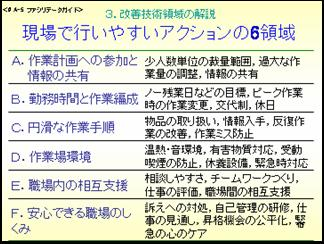 3. 改善技術領域の解説
現場で行いやすいアクションの6領域
A. 作業計画への参加と
情報の共有
少人数単位の裁量範囲, 過大な作
業量の調整, 情報の共有
B. 勤務時間と作業編成
ノー残業日などの目標, ピーク作業
時の作業変更, 交代制, 休日
C. 円滑な作業手順
物品の取り扱い, 情報入手, 反復作
業の改善, 作業ミス防止
D. 作業場環境
温熱・音環境, 有害物質対応, 受動
喫煙の防止, 休養設備, 緊急時対応
E. 職場内の相互支援
相談しやすさ, チームワークづくり,
仕事の評価, 職場間の相互支援
F. 安心できる職場のし
くみ
訴えへの対処, 自己管理の研修, 仕
事の見通し, 昇格機会の公平化, 緊
急の心のケア